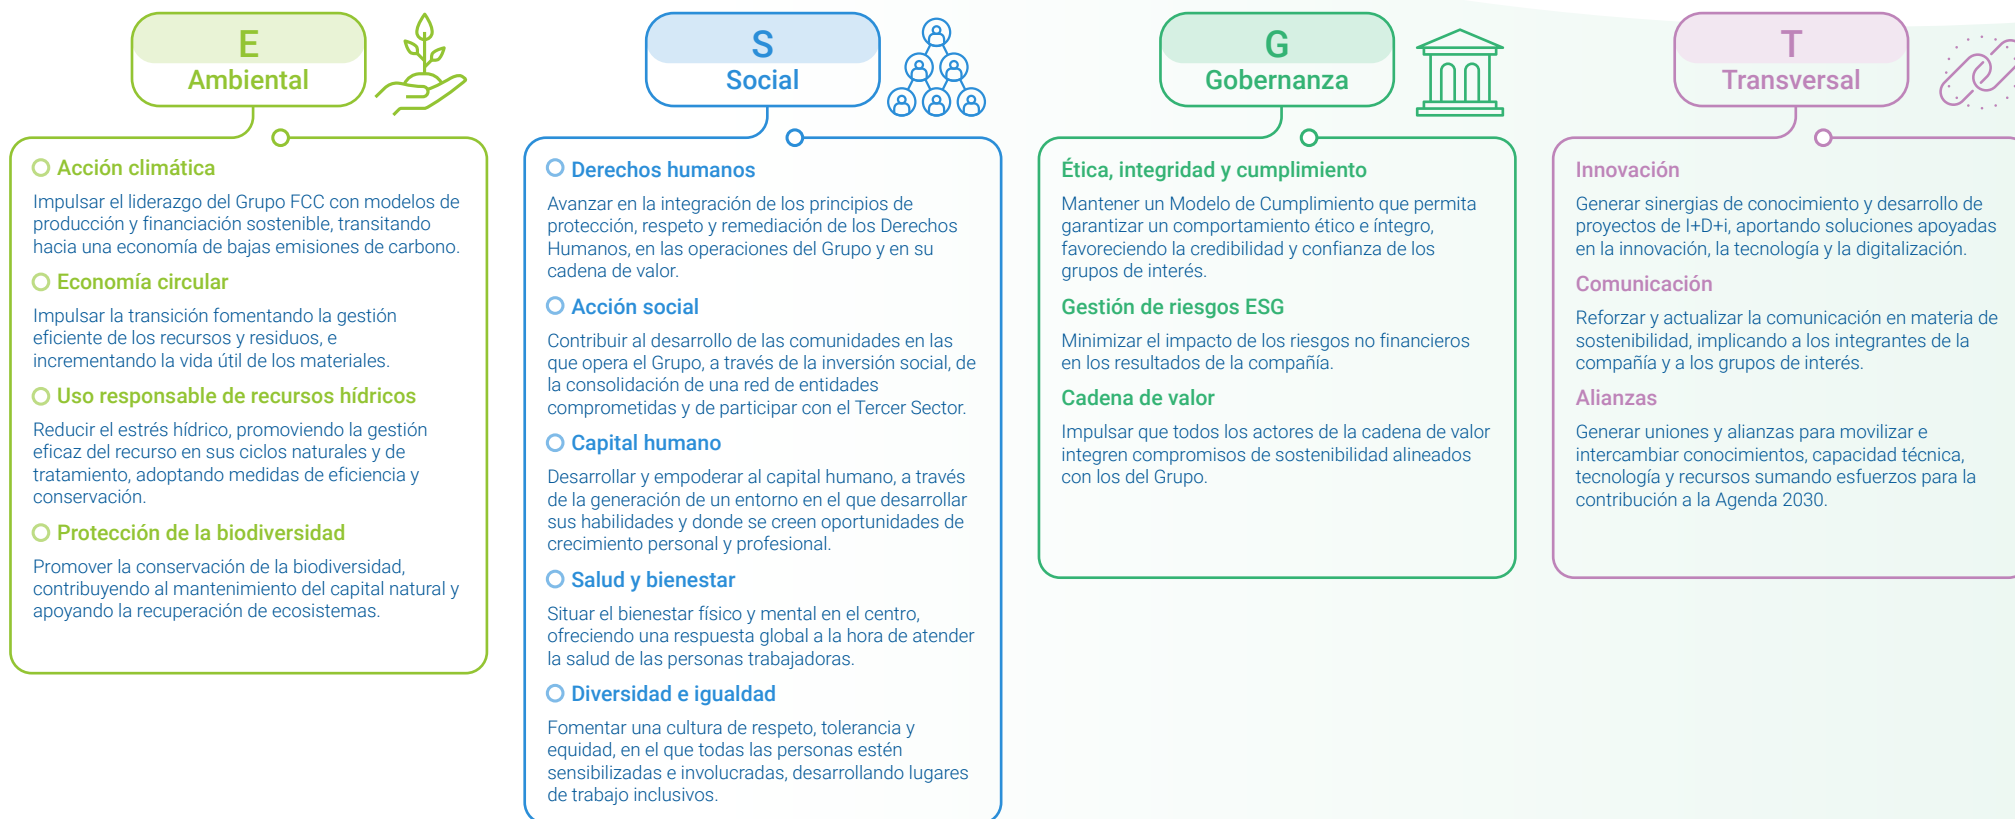 E
Ambiental
Acción climática
Impulsar el liderazgo del Grupo FCC con modelos de
producción y financiación sostenible, transitando
hacia una economía de bajas emisiones de carbono.
Economía circular
Impulsar la transición fomentando la gestión
eficiente de los recursos y residuos, e
incrementando la vida útil de los materiales.
Uso responsable de recursos hídricos
Reducir el estrés hídrico, promoviendo la gestión
eficaz del recurso en sus ciclos naturales y de
tratamiento, adoptando medidas de eficiencia y
conservación.
Protección de la biodiversidad
Promover la conservación de la biodiversidad,
contribuyendo al mantenimiento del capital natural y
apoyando la recuperación de ecosistemas.
S
Social
Derechos humanos
Avanzar en la integración de los principios de
protección, respeto y remediación de los Derechos
Humanos, en las operaciones del Grupo y en su
cadena de valor.
Acción social
Contribuir al desarrollo de las comunidades en las
que opera el Grupo, a través de la inversión social, de
la consolidación de una red de entidades
comprometidas y de participar con el Tercer Sector.
Capital humano
Desarrollar y empoderar al capital humano, a través
de la generación de un entorno en el que desarrollar
sus habilidades y donde se creen oportunidades de
crecimiento personal y profesional.
Salud y bienestar
Situar el bienestar físico y mental en el centro,
ofreciendo una respuesta global a la hora de atender
la salud de las personas trabajadoras.
Diversidad e igualdad
Fomentar una cultura de respeto, tolerancia y
equidad, en el que todas las personas estén
sensibilizadas e involucradas, desarrollando lugares
de trabajo inclusivos.
G
Gobernanza
Ética, integridad y cumplimiento
Mantener un Modelo de Cumplimiento que permita
garantizar un comportamiento ético e íntegro,
favoreciendo la credibilidad y confianza de los
grupos de interés.
Gestión de riesgos ESG
Minimizar el impacto de los riesgos no financieros
en los resultados de la compañía.
Cadena de valor
Impulsar que todos los actores de la cadena de valor
integren compromisos de sostenibilidad alineados
con los del Grupo.
T
Transversal
Innovación
Generar sinergias de conocimiento y desarrollo de
proyectos de I+D+i, aportando soluciones apoyadas
en la innovación, la tecnología y la digitalización.
Comunicación
Reforzar y actualizar la comunicación en materia de
sostenibilidad, implicando a los integrantes de la
compañía y a los grupos de interés.
Alianzas
Generar uniones y alianzas para movilizar e
intercambiar conocimientos, capacidad técnica,
tecnología y recursos sumando esfuerzos para la
contribución a la Agenda 2030.